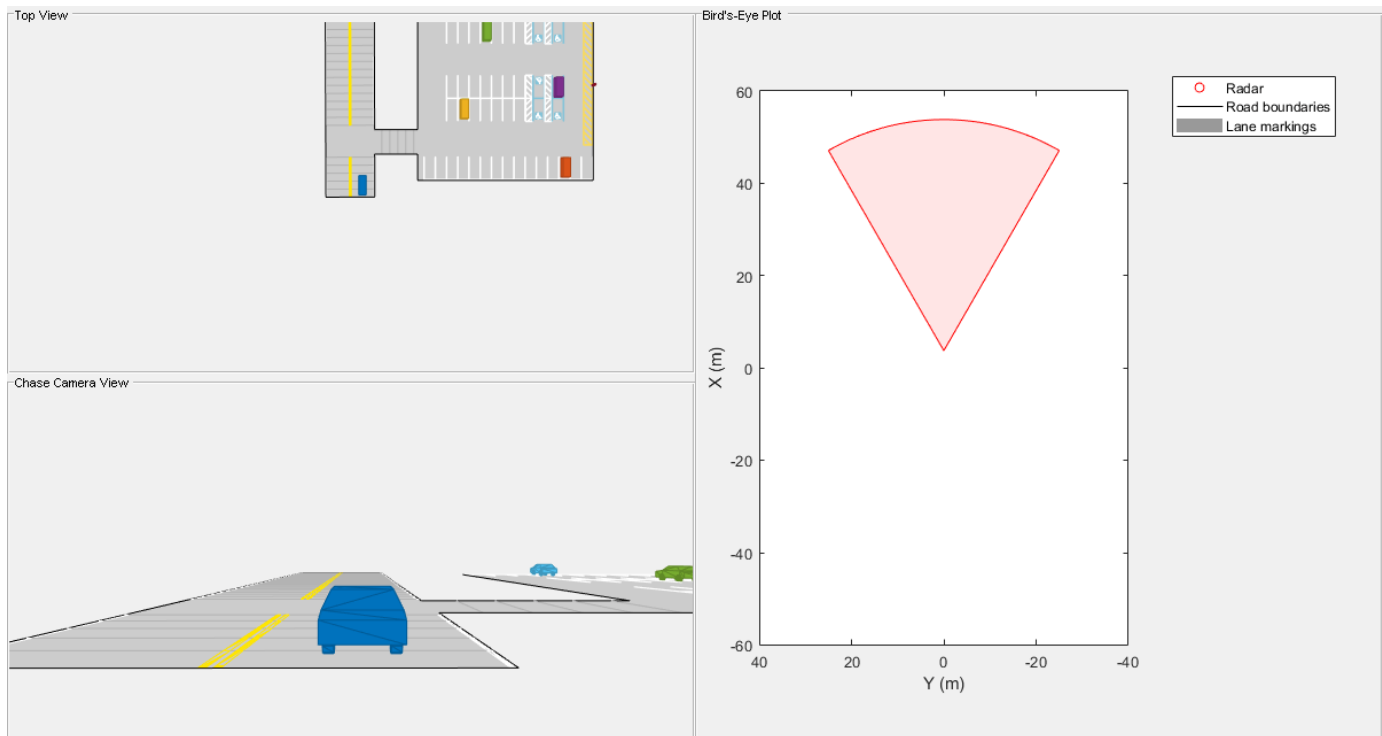 Top View
Chase Camera View
Bird's-Eye Plot
Radar
Road boundaries
Lane markings
60
40
20
0
-20
-40
-60
X (m)
40
20
0
-20
-40
Y (m)